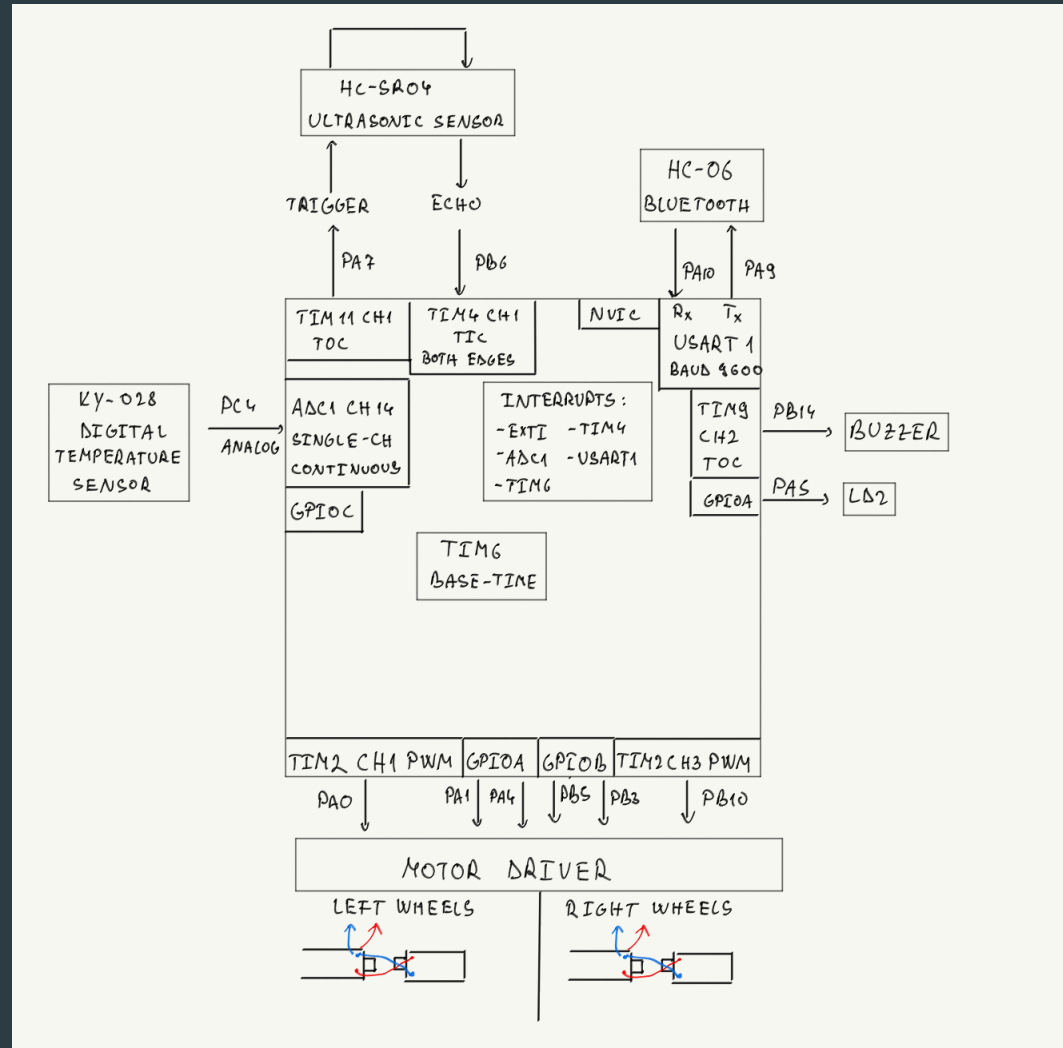 HC-SR04
ULTRASONIC SENSOR
TRIGGER
ECHO
PA7
PB6
HC-06
BLUETOOTH
PA10
PA9
TIM11 CH1
TOC
TIM4 CH1
TIC
BOTH EDGES
NVIC
Rx Tx
USART 1
BAUD 9600
KY-028
DIGITAL
TEMPERATURE
SENSOR
PC4
ANALOG
ADC1 CH14
SINGLE-CH
CONTINUOUS
GPIOC
INTERRUPTS:
-EXTI -TIM4
-ADC1 -USART1
-TIM6
TIM9
CH2
TOC
PB14
BUZZER
GPIOA
PA5
LD2
TIM6
BASE-TIME
TIM2 CH1 PWM
GPIOA
GPIOB
TIM2CH3 PWM
PA0
PA1
PA4
PB5
PB3
PB10
MOTOR DRIVER
LEFT WHEELS
RIGHT WHEELS